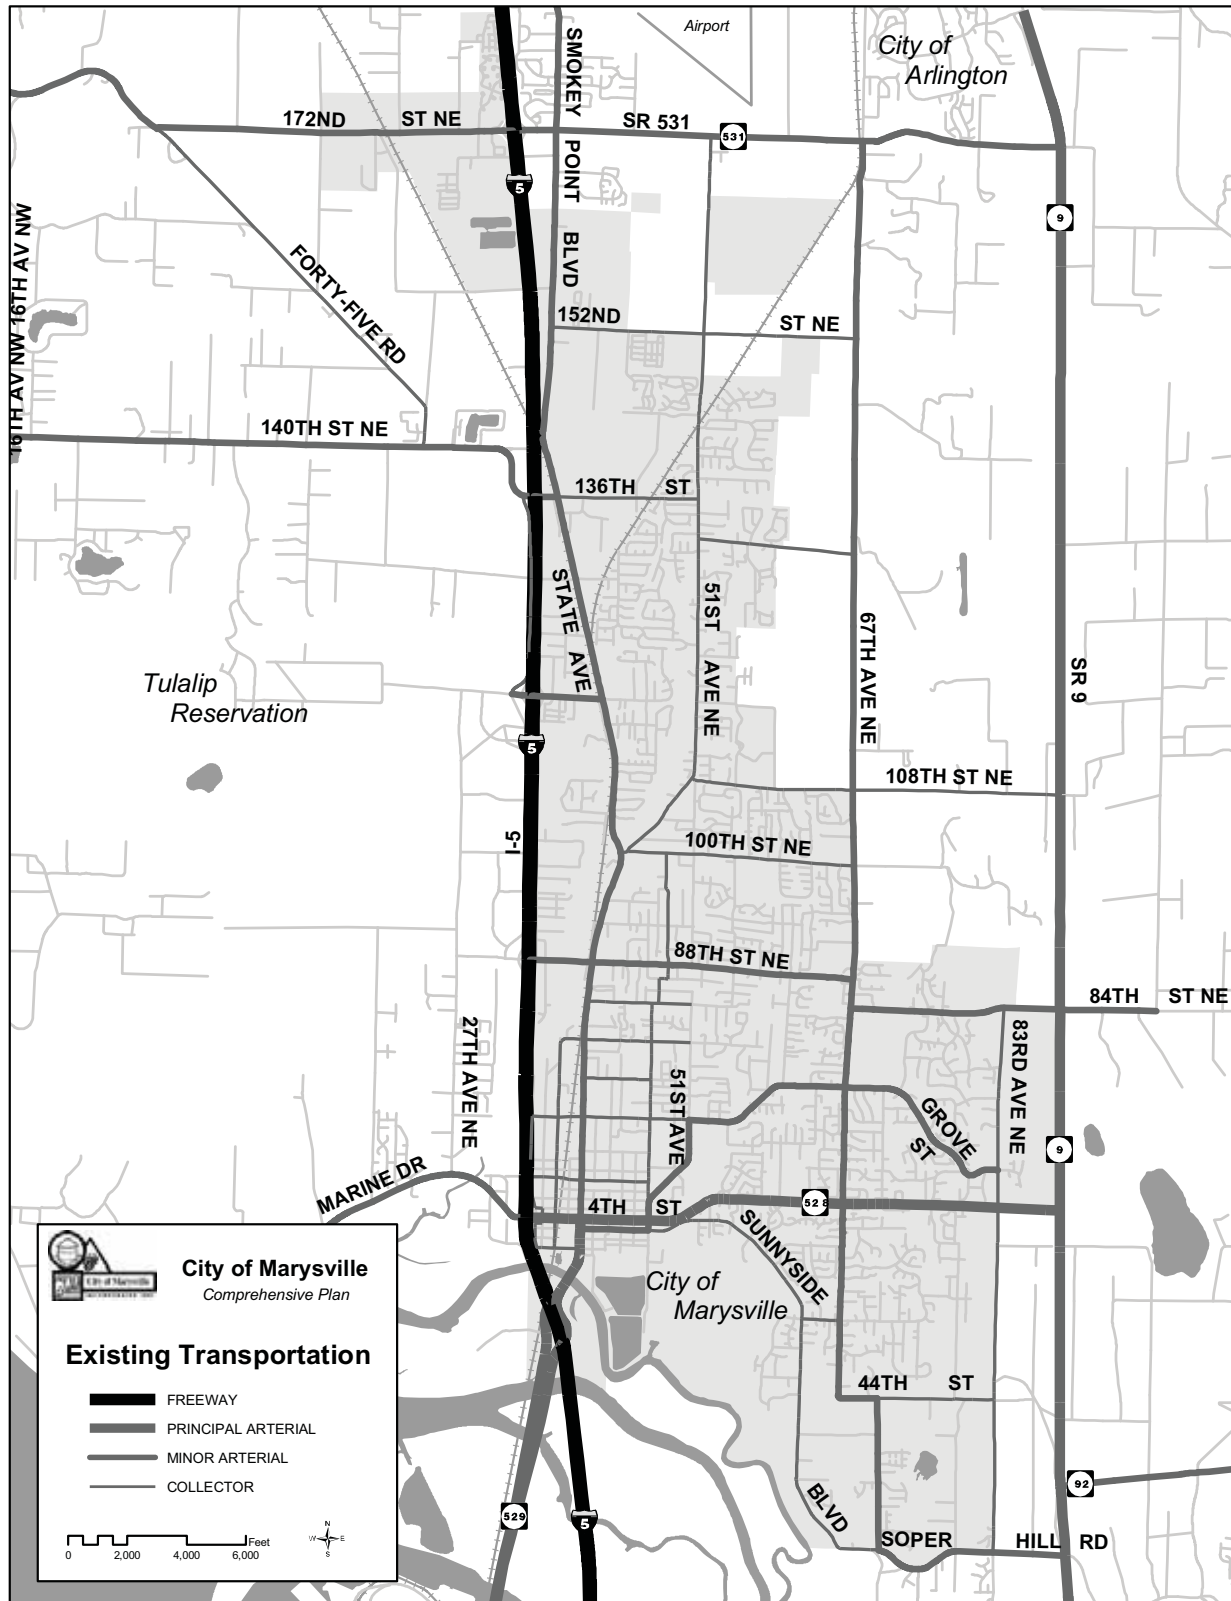 Airport
City of
Arlington
SMOKEY
POINT
BLVD
172ND ST NE SR 531
531
5
9
16TH AV NW 16TH AV NW
FORTY-FIVE RD
152ND ST NE
140TH ST NE
136TH ST
STATE AVE
51ST AVE NE
67TH AVE NE
SR 9
Tulalip
Reservation
5
108TH ST NE
I-5
100TH ST NE
88TH ST NE
84TH ST NE
27TH AVE NE
51ST AVE
83RD AVE NE
GROVE
ST
9
MARINE DR
4TH ST
528
SUNNYSIDE
City of
Marysville
44TH ST
92
BLVD
SOPER HILL RD
529
5
City of Marysville
City of Marysville
Comprehensive Plan
Existing Transportation
FREEWAY
PRINCIPAL ARTERIAL
MINOR ARTERIAL
COLLECTOR
Feet
0 2,000 4,000 6,000
N
W E
S